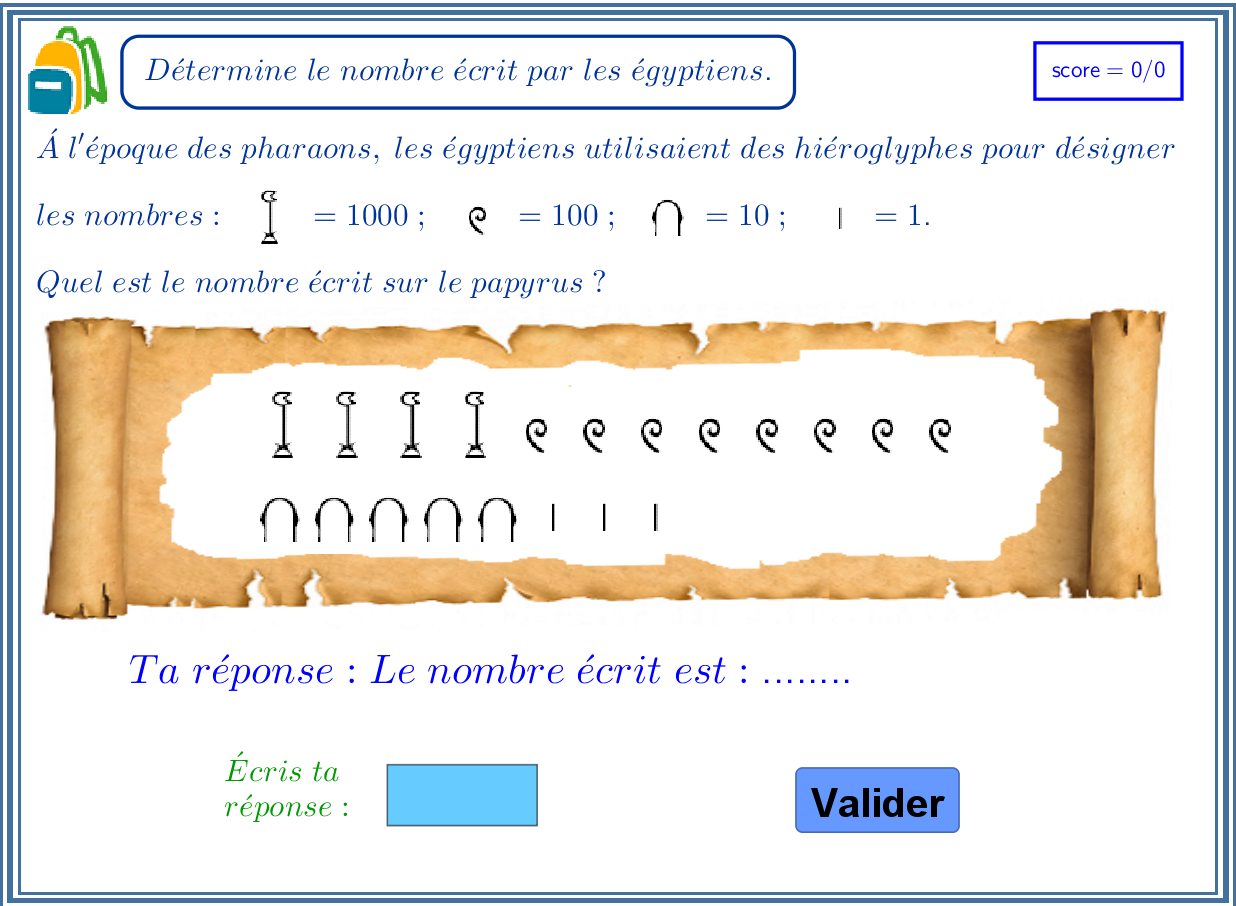 Détermine le nombre écrit par les égyptiens.
score = 0/0
Á l'époque des pharaons, les égyptiens utilisaient des hiéroglyphes pour désigner
les nombres : = 1000 ; = 100 ; = 10 ; = 1.
Quel est le nombre écrit sur le papyrus ?
Ta réponse : Le nombre écrit est : ........
Écris ta
réponse :
Valider